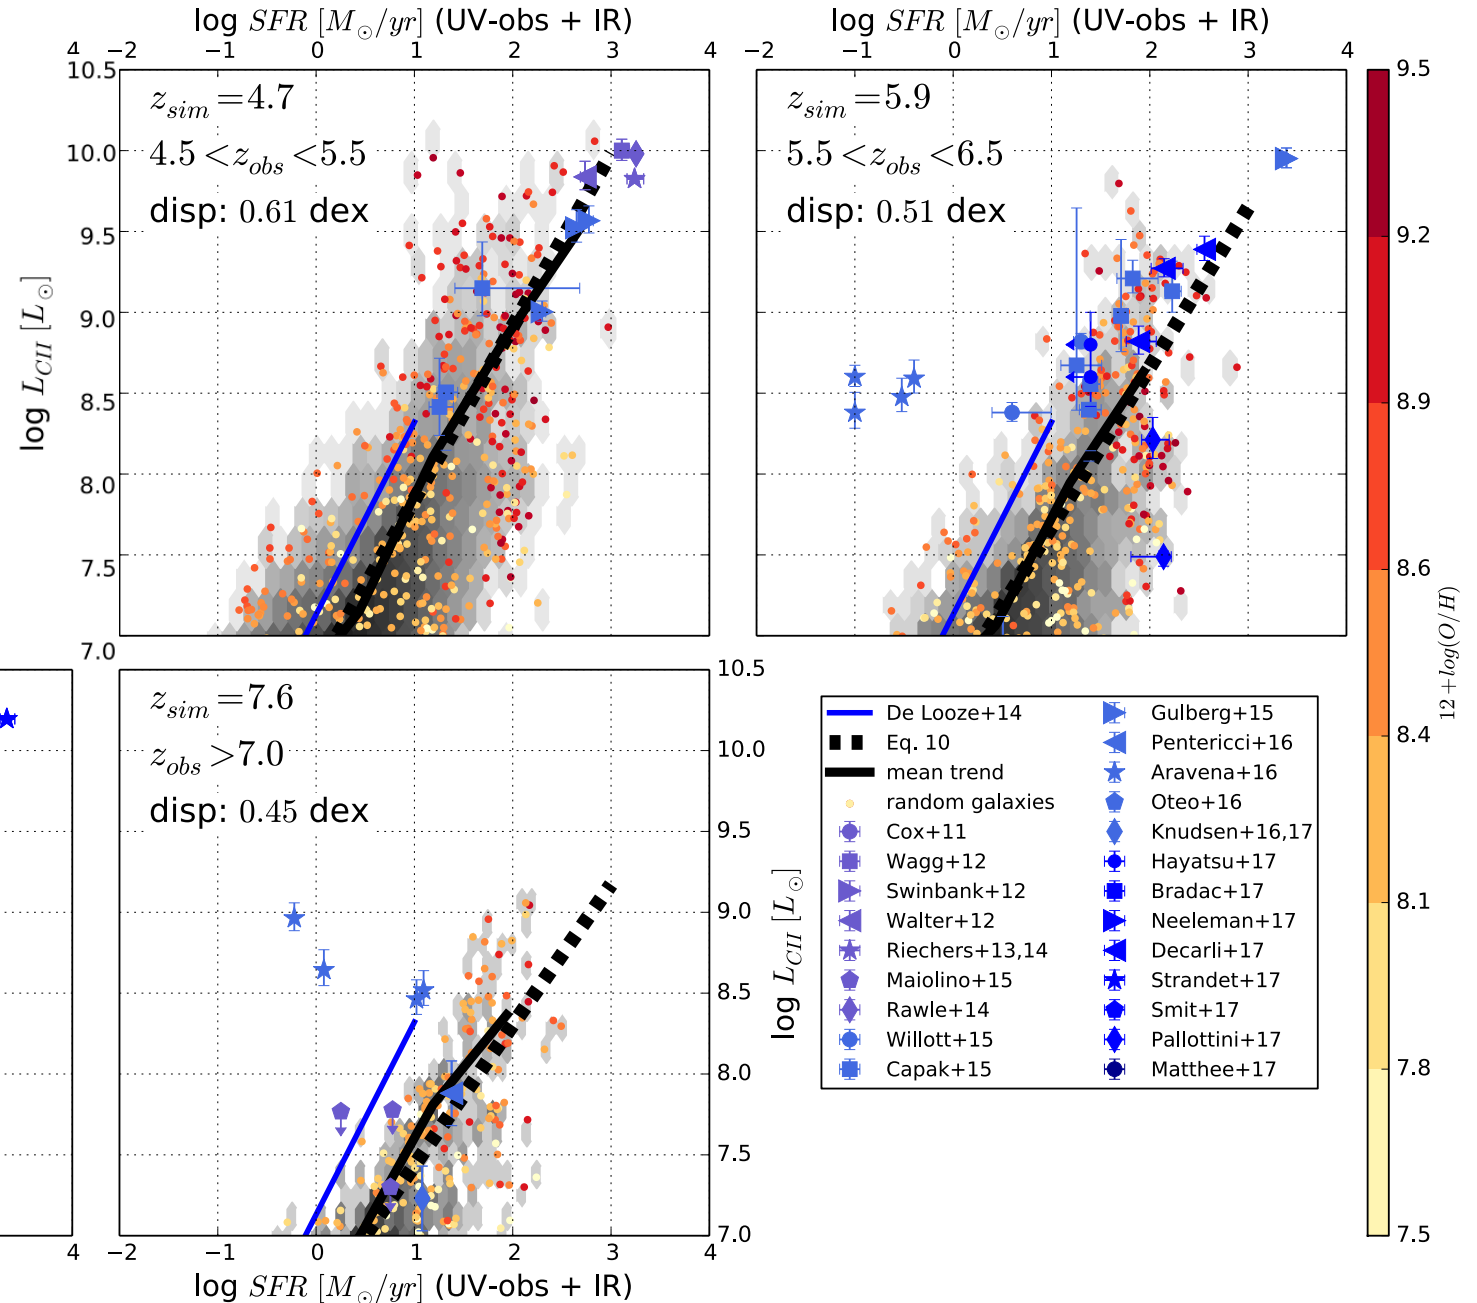 log SFR [M⊙/yr] (UV-obs + IR)
log SFR [M⊙/yr] (UV-obs + IR)
4 −2 −1 0 1 2 3 4
−2 −1 0 1 2 3 4
10.5
10.0
9.5
9.0
8.5
8.0
7.5
7.0
log L_CII [L⊙]
z_sim = 4.7
4.5 < z_obs < 5.5
disp: 0.61 dex
z_sim = 5.9
5.5 < z_obs < 6.5
disp: 0.51 dex
9.5
9.2
8.9
8.6
8.4
8.1
7.8
7.5
12 + log(O/H)
z_sim = 7.6
z_obs > 7.0
disp: 0.45 dex
10.5
10.0
9.5
9.0
8.5
8.0
7.5
7.0
log L_CII [L⊙]
4 −2 −1 0 1 2 3 4
log SFR [M⊙/yr] (UV-obs + IR)
De Looze+14
Eq. 10
mean trend
random galaxies
Cox+11
Wagg+12
Swinbank+12
Walter+12
Riechers+13,14
Maiolino+15
Rawle+14
Willott+15
Capak+15
Gulberg+15
Pentericci+16
Aravena+16
Oteo+16
Knudsen+16,17
Hayatsu+17
Bradac+17
Neeleman+17
Decarli+17
Strandet+17
Smit+17
Pallottini+17
Matthee+17